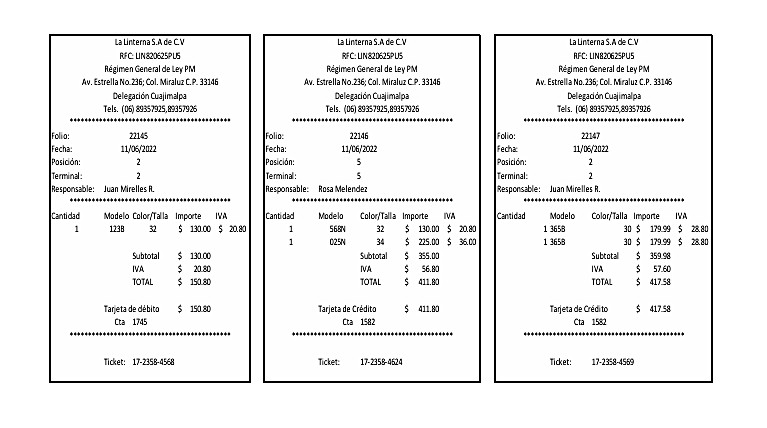 La Linterna S.A de C.V
RFC: LIN820625PU5
Régimen General de Ley PM
Av. Estrella No.236; Col. Miraluz C.P. 33146
Delegación Cuajimalpa
Tels. (06) 89357925,89357926
Folio: 22145
Fecha: 11/06/2022
Posición: 2
Terminal: 2
Responsable: Juan Mirelles R.
Cantidad Modelo Color/Talla Importe IVA
1 123B 32 $ 130.00 $ 20.80
Subtotal $ 130.00
IVA $ 20.80
TOTAL $ 150.80
Tarjeta de débito $ 150.80
Cta 1745
Ticket: 17-2358-4568
La Linterna S.A de C.V
RFC: LIN820625PU5
Régimen General de Ley PM
Av. Estrella No.236; Col. Miraluz C.P. 33146
Delegación Cuajimalpa
Tels. (06) 89357925,89357926
Folio: 22146
Fecha: 11/06/2022
Posición: 5
Terminal: 5
Responsable: Rosa Melendez
Cantidad Modelo Color/Talla Importe IVA
1 568N 32 $ 130.00 $ 20.80
1 025N 34 $ 225.00 $ 36.00
Subtotal $ 355.00
IVA $ 56.80
TOTAL $ 411.80
Tarjeta de Crédito $ 411.80
Cta 1582
Ticket: 17-2358-4624
La Linterna S.A de C.V
RFC: LIN820625PU5
Régimen General de Ley PM
Av. Estrella No.236; Col. Miraluz C.P. 33146
Delegación Cuajimalpa
Tels. (06) 89357925,89357926
Folio: 22147
Fecha: 11/06/2022
Posición: 2
Terminal: 2
Responsable: Juan Mirelles R.
Cantidad Modelo Color/Talla Importe IVA
1 365B 30 $ 179.99 $ 28.80
1 365B 30 $ 179.99 $ 28.80
Subtotal $ 359.98
IVA $ 57.60
TOTAL $ 417.58
Tarjeta de Crédito $ 417.58
Cta 1582
Ticket: 17-2358-4569